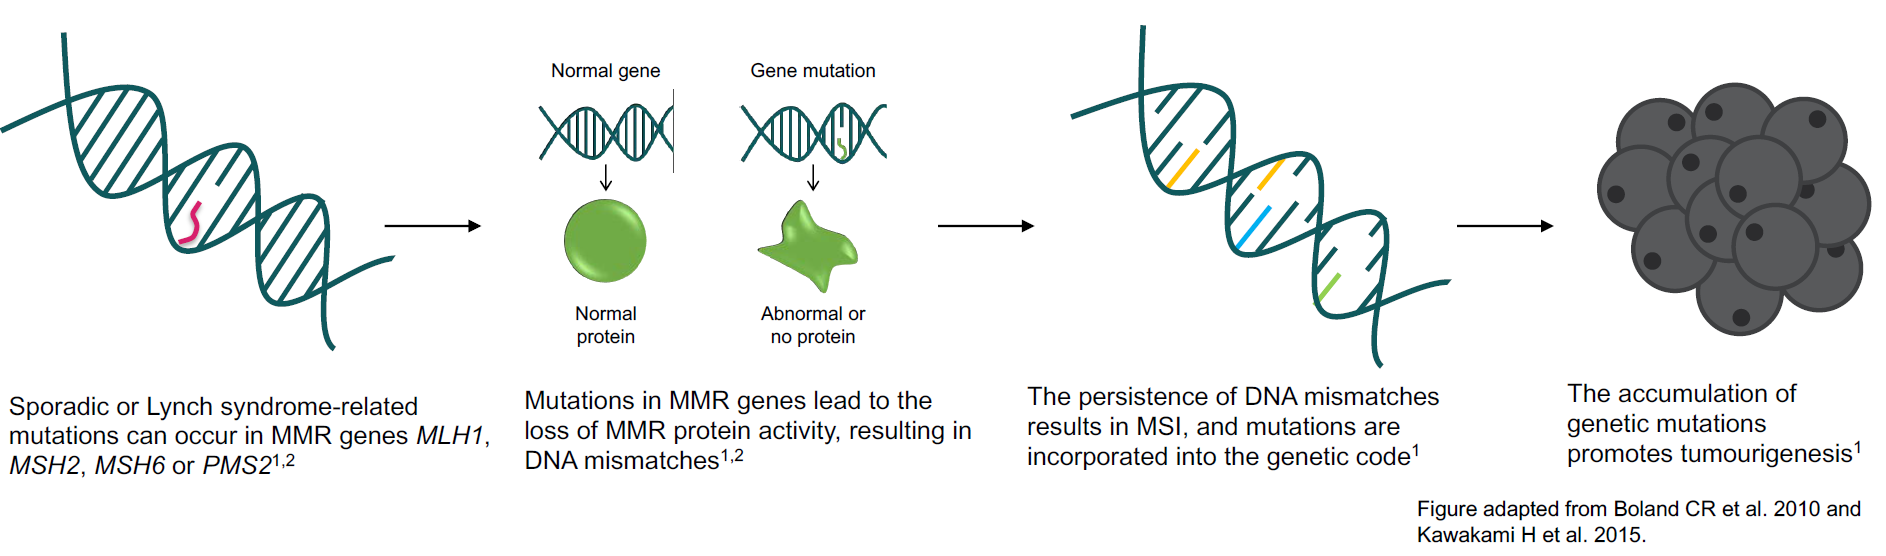 Normal gene
Gene mutation
Normal
protein
Abnormal or
no protein
Sporadic or Lynch syndrome-related
mutations can occur in MMR genes MLH1,
MSH2, MSH6 or PMS21,2
Mutations in MMR genes lead to the
loss of MMR protein activity, resulting in
DNA mismatches1,2
The persistence of DNA mismatches
results in MSI, and mutations are
incorporated into the genetic code1
The accumulation of
genetic mutations
promotes tumourigenesis1
Figure adapted from Boland CR et al. 2010 and
Kawakami H et al. 2015.